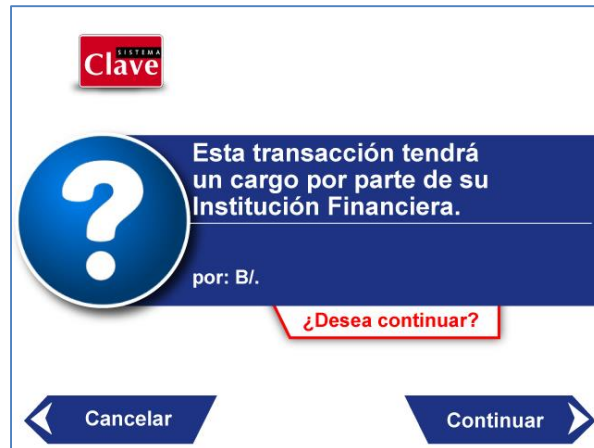 SISTEMA
Clave
Esta transacción tendrá
un cargo por parte de su
Institución Financiera.
?
por: B/.
¿Desea continuar?
Cancelar
Continuar